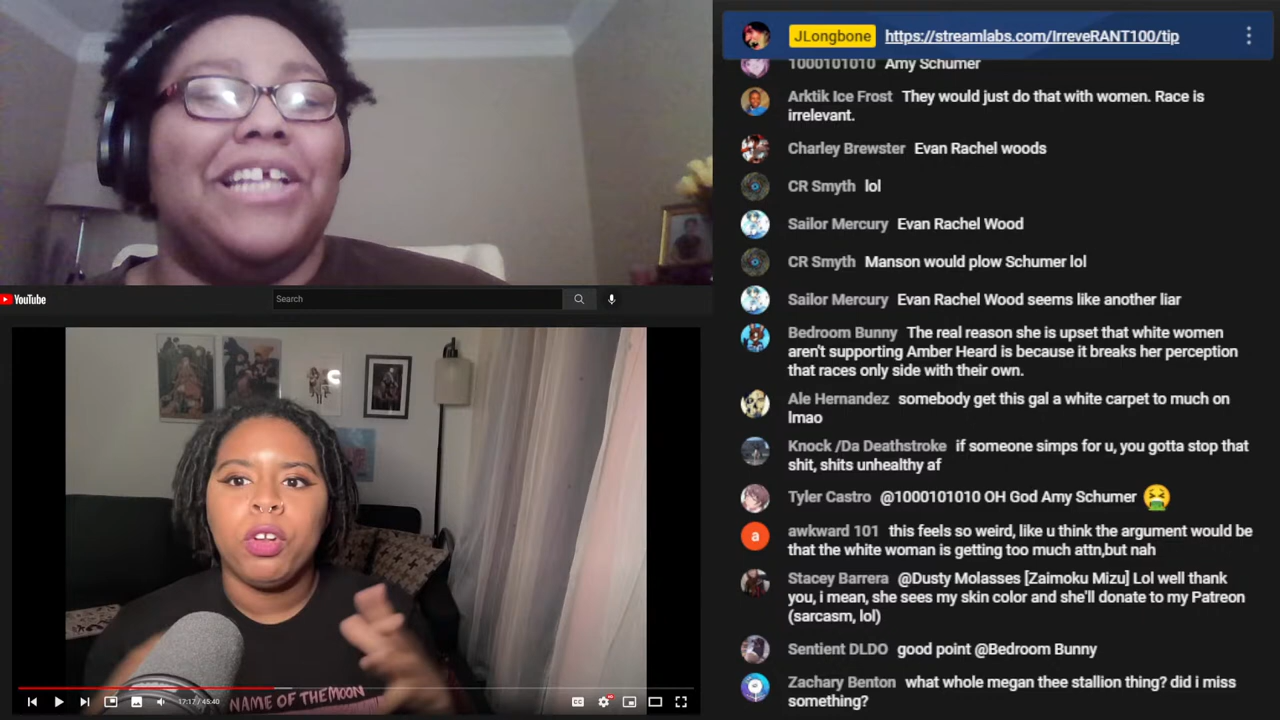 JLongbone https://streamlabs.com/IrreveRANT100/tip
1000101010 Amy Schumer
Arktik Ice Frost They would just do that with women. Race is
irrelevant.
Charley Brewster Evan Rachel woods
CR Smyth lol
Sailor Mercury Evan Rachel Wood
CR Smyth Manson would plow Schumer lol
Sailor Mercury Evan Rachel Wood seems like another liar
Bedroom Bunny The real reason she is upset that white women
aren't supporting Amber Heard is because it breaks her perception
that races only side with their own.
Ale Hernandez somebody get this gal a white carpet to much on
lmao
Knock /Da Deathstroke if someone simps for u, you gotta stop that
shit, shits unhealthy af
Tyler Castro @1000101010 OH God Amy Schumer
a
awkward 101 this feels so weird, like u think the argument would be
that the white woman is getting too much attn,but nah
Stacey Barrera @Dusty Molasses [Zaimoku Mizu] Lol well thank
you, i mean, she sees my skin color and she'll donate to my Patreon
(sarcasm, lol)
Sentient DLDO good point @Bedroom Bunny
Zachary Benton what whole megan thee stallion thing? did i miss
something?
YouTube
Search
NAME OF THE MOON
17:17 / 45:40
CC